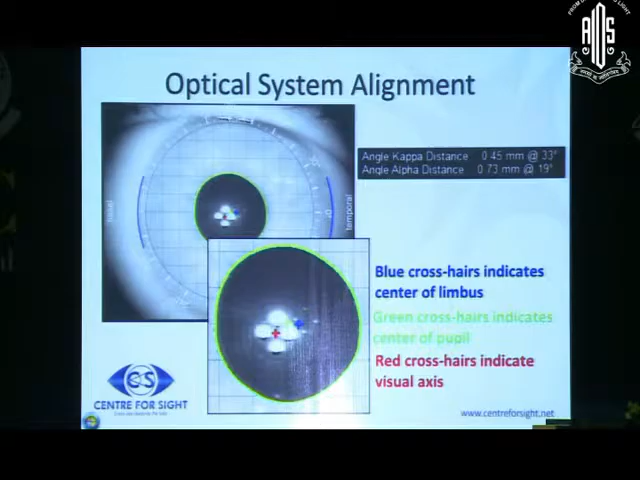 AIOS
Optical System Alignment
Angle Kappa Distance 0.45 mm @ 33°
Angle Alpha Distance 0.73 mm @ 19°
nasal
temporal
Blue cross-hairs indicates
center of limbus
Green cross-hairs indicates
center of pupil
Red cross-hairs indicate
visual axis
CS
CENTRE FOR SIGHT
www.centreforsight.net